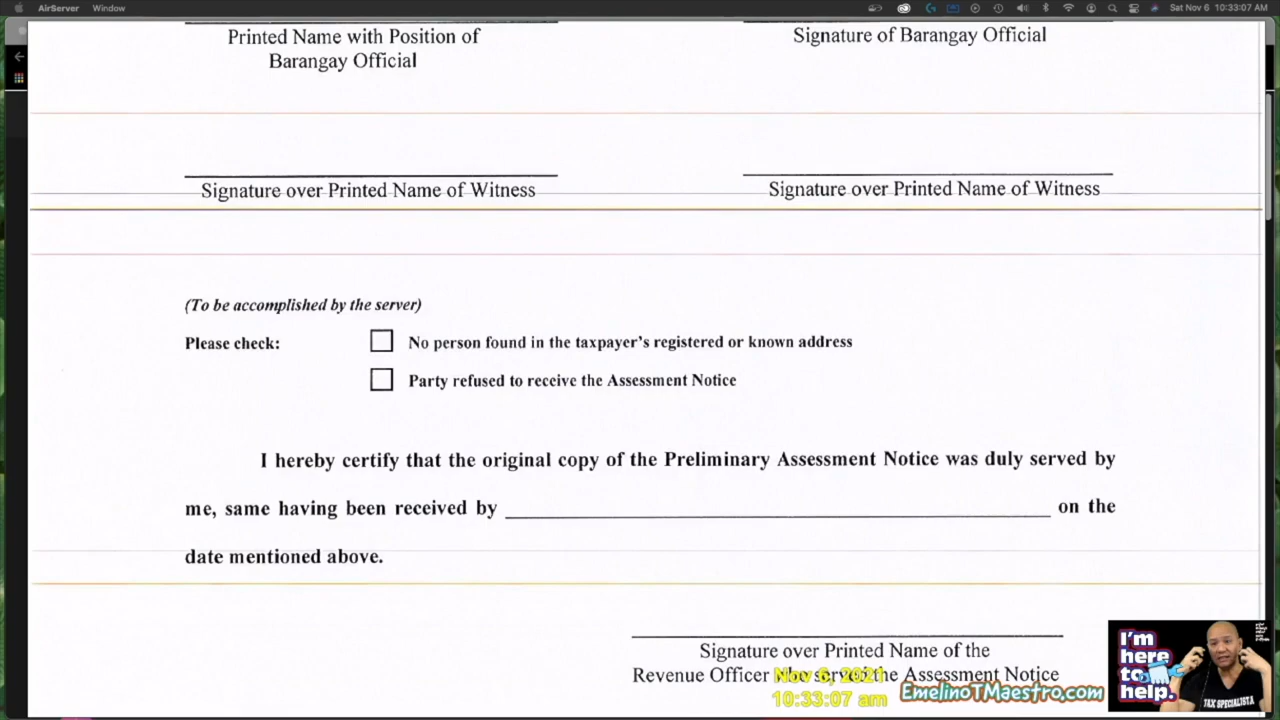 AirServer Window Sat Nov 6 10:33:07 AM
Printed Name with Position of
Barangay Official
Signature of Barangay Official
Signature over Printed Name of Witness
Signature over Printed Name of Witness
(To be accomplished by the server)
Please check:
No person found in the taxpayer's registered or known address
Party refused to receive the Assessment Notice
I hereby certify that the original copy of the Preliminary Assessment Notice was duly served by
me, same having been received by on the
date mentioned above.
Signature over Printed Name of the
Revenue Officer who served the Assessment Notice
Nov 6, 2021
10:33:07 am
EmelinoTMaestro.com
I'm
here
to
help.
TAX SPECIALISTA